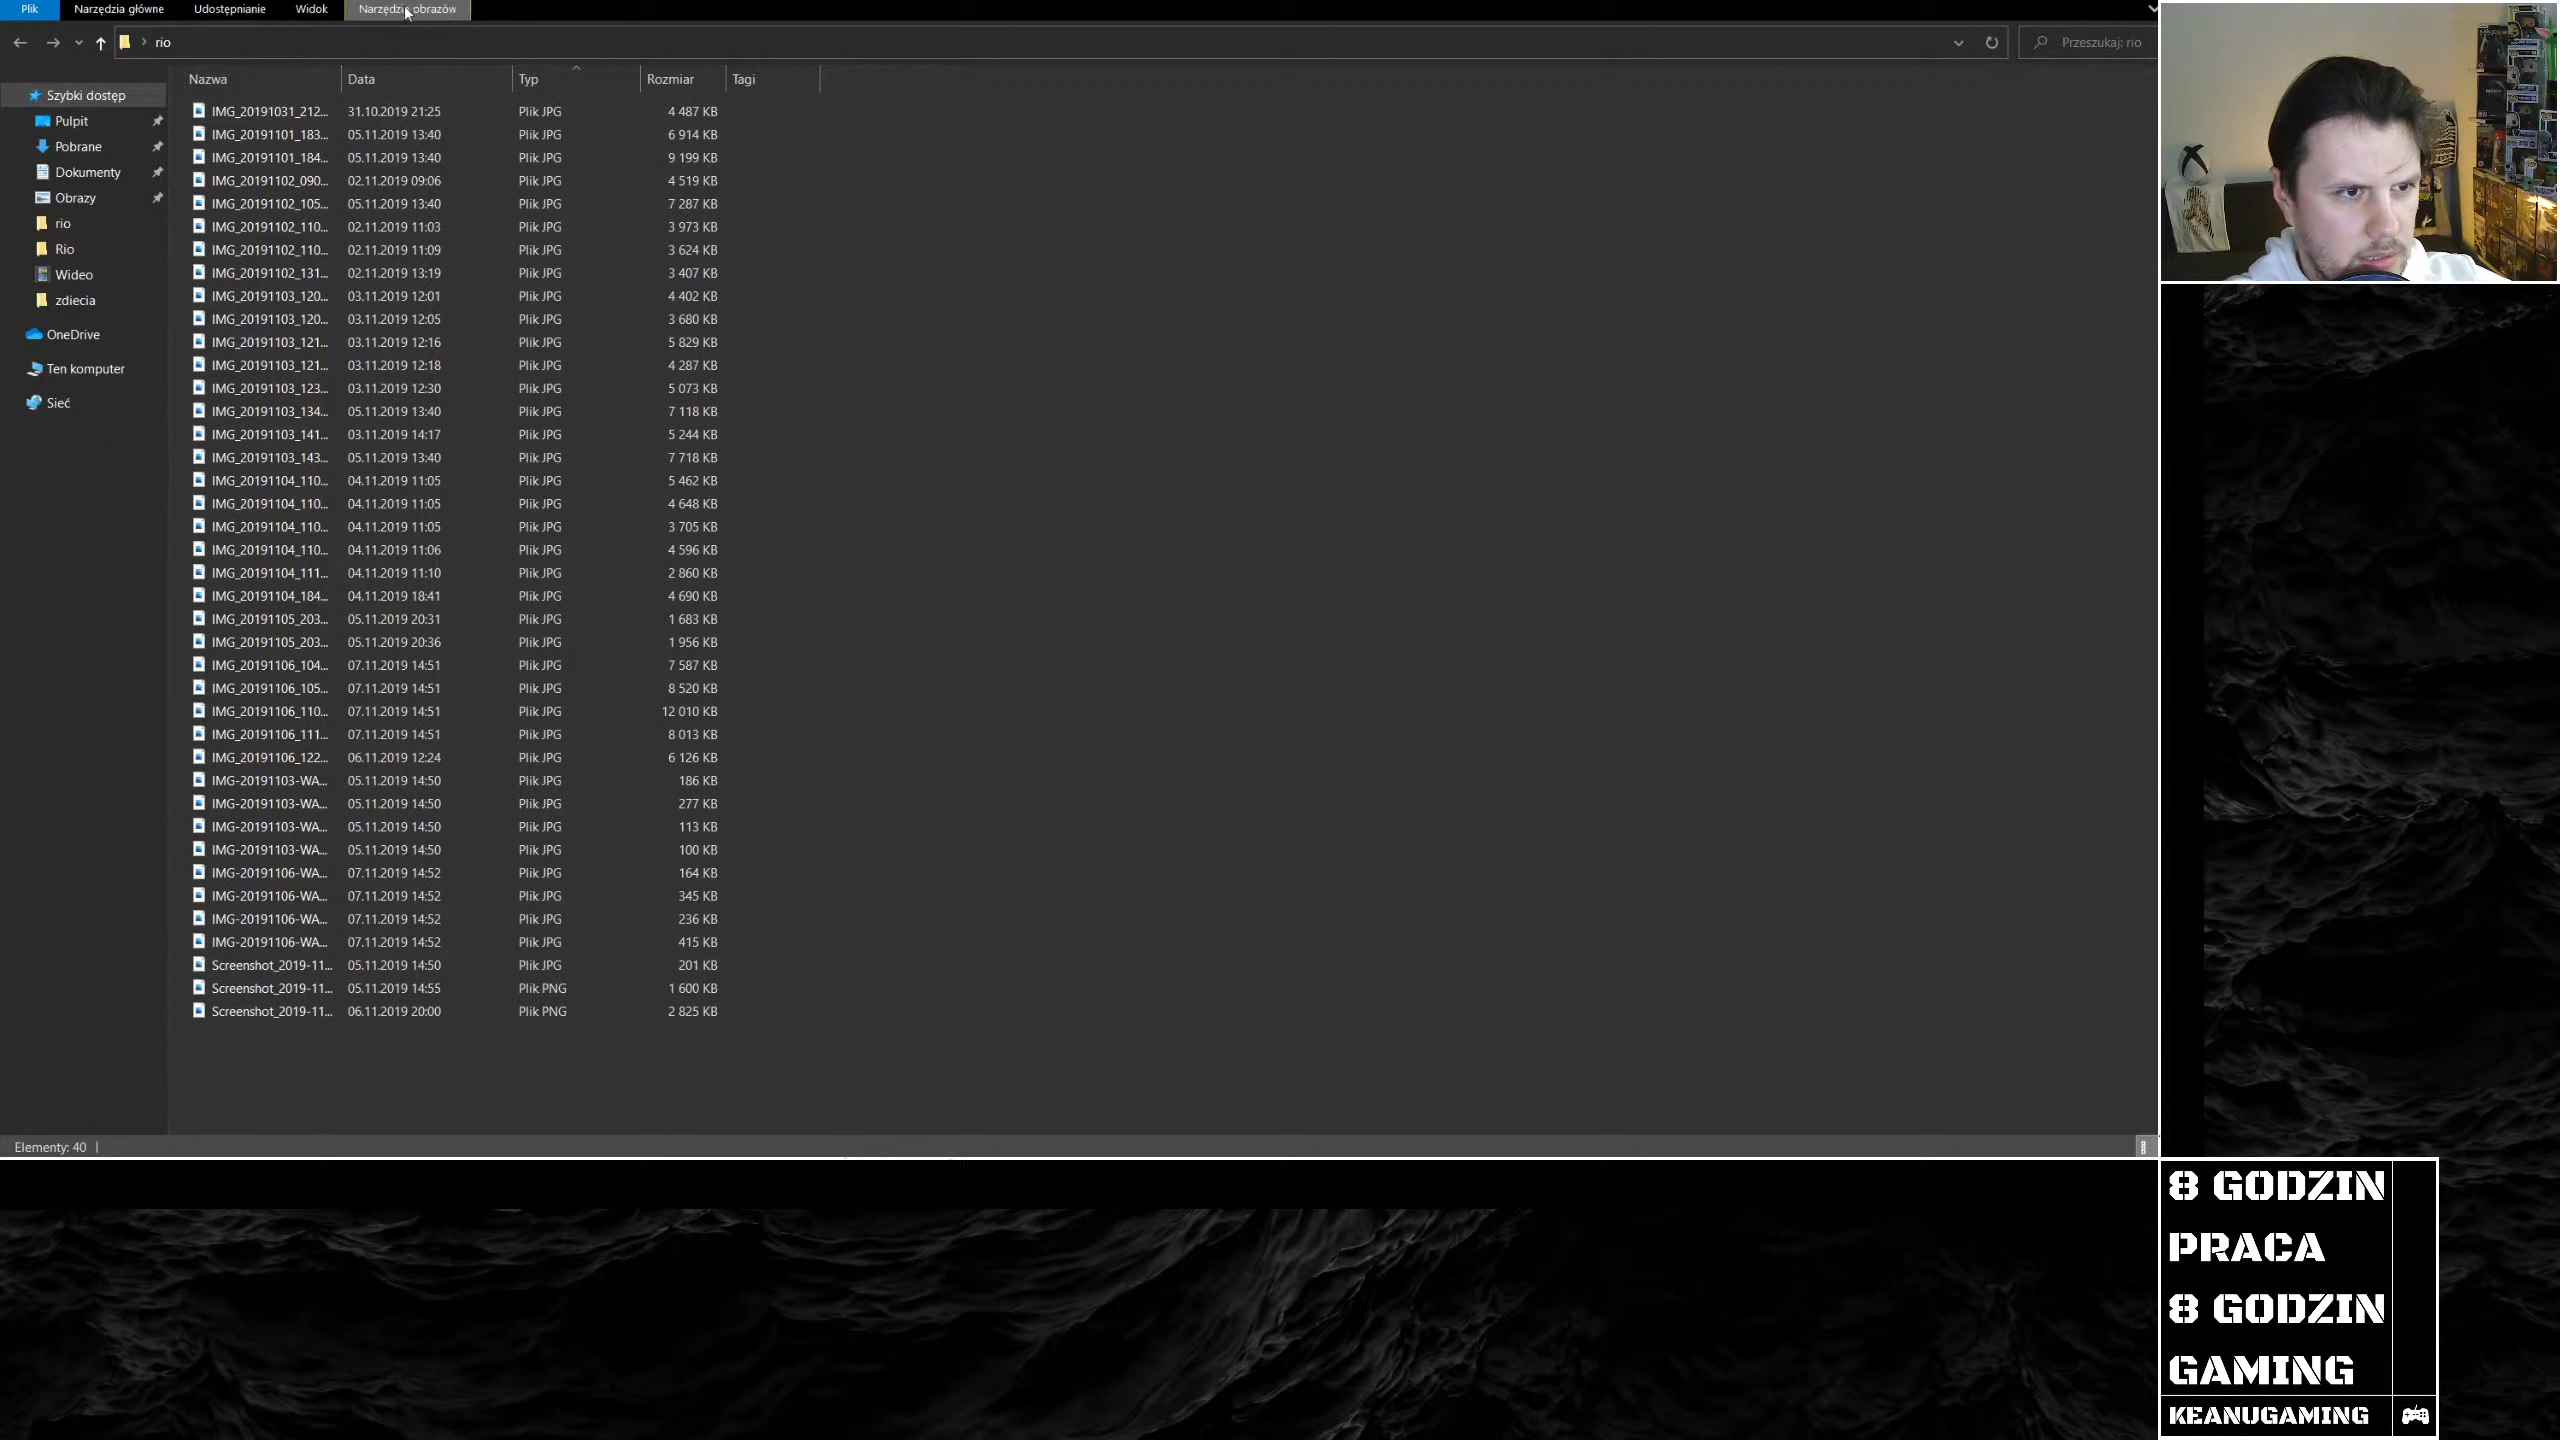 Plik Narzędzia główne Udostępnianie Widok Narzędzia obrazów
rio Przeszukaj: rio
Nazwa Data Typ Rozmiar Tagi
Szybki dostęp
Pulpit
Pobrane
Dokumenty
Obrazy
rio
Rio
Wideo
zdiecia
OneDrive
Ten komputer
Sieć
IMG_20191031_212... 31.10.2019 21:25 Plik JPG 4 487 KB
IMG_20191101_183... 05.11.2019 13:40 Plik JPG 6 914 KB
IMG_20191101_184... 05.11.2019 13:40 Plik JPG 9 199 KB
IMG_20191102_090... 02.11.2019 09:06 Plik JPG 4 519 KB
IMG_20191102_105... 05.11.2019 13:40 Plik JPG 7 287 KB
IMG_20191102_110... 02.11.2019 11:03 Plik JPG 3 973 KB
IMG_20191102_110... 02.11.2019 11:09 Plik JPG 3 624 KB
IMG_20191102_131... 02.11.2019 13:19 Plik JPG 3 407 KB
IMG_20191103_120... 03.11.2019 12:01 Plik JPG 4 402 KB
IMG_20191103_120... 03.11.2019 12:05 Plik JPG 3 680 KB
IMG_20191103_121... 03.11.2019 12:16 Plik JPG 5 829 KB
IMG_20191103_121... 03.11.2019 12:18 Plik JPG 4 287 KB
IMG_20191103_123... 03.11.2019 12:30 Plik JPG 5 073 KB
IMG_20191103_134... 05.11.2019 13:40 Plik JPG 7 118 KB
IMG_20191103_141... 03.11.2019 14:17 Plik JPG 5 244 KB
IMG_20191103_143... 05.11.2019 13:40 Plik JPG 7 718 KB
IMG_20191104_110... 04.11.2019 11:05 Plik JPG 5 462 KB
IMG_20191104_110... 04.11.2019 11:05 Plik JPG 4 648 KB
IMG_20191104_110... 04.11.2019 11:05 Plik JPG 3 705 KB
IMG_20191104_110... 04.11.2019 11:06 Plik JPG 4 596 KB
IMG_20191104_111... 04.11.2019 11:10 Plik JPG 2 860 KB
IMG_20191104_184... 04.11.2019 18:41 Plik JPG 4 690 KB
IMG_20191105_203... 05.11.2019 20:31 Plik JPG 1 683 KB
IMG_20191105_203... 05.11.2019 20:36 Plik JPG 1 956 KB
IMG_20191106_104... 07.11.2019 14:51 Plik JPG 7 587 KB
IMG_20191106_105... 07.11.2019 14:51 Plik JPG 8 520 KB
IMG_20191106_110... 07.11.2019 14:51 Plik JPG 12 010 KB
IMG_20191106_111... 07.11.2019 14:51 Plik JPG 8 013 KB
IMG_20191106_122... 06.11.2019 12:24 Plik JPG 6 126 KB
IMG-20191103-WA... 05.11.2019 14:50 Plik JPG 186 KB
IMG-20191103-WA... 05.11.2019 14:50 Plik JPG 277 KB
IMG-20191103-WA... 05.11.2019 14:50 Plik JPG 113 KB
IMG-20191103-WA... 05.11.2019 14:50 Plik JPG 100 KB
IMG-20191106-WA... 07.11.2019 14:52 Plik JPG 164 KB
IMG-20191106-WA... 07.11.2019 14:52 Plik JPG 345 KB
IMG-20191106-WA... 07.11.2019 14:52 Plik JPG 236 KB
IMG-20191106-WA... 07.11.2019 14:52 Plik JPG 415 KB
Screenshot_2019-11... 05.11.2019 14:50 Plik JPG 201 KB
Screenshot_2019-11... 05.11.2019 14:55 Plik PNG 1 600 KB
Screenshot_2019-11... 06.11.2019 20:00 Plik PNG 2 825 KB
Elementy: 40
8 GODZIN
PRACA
8 GODZIN
GAMING
KEANUGAMING